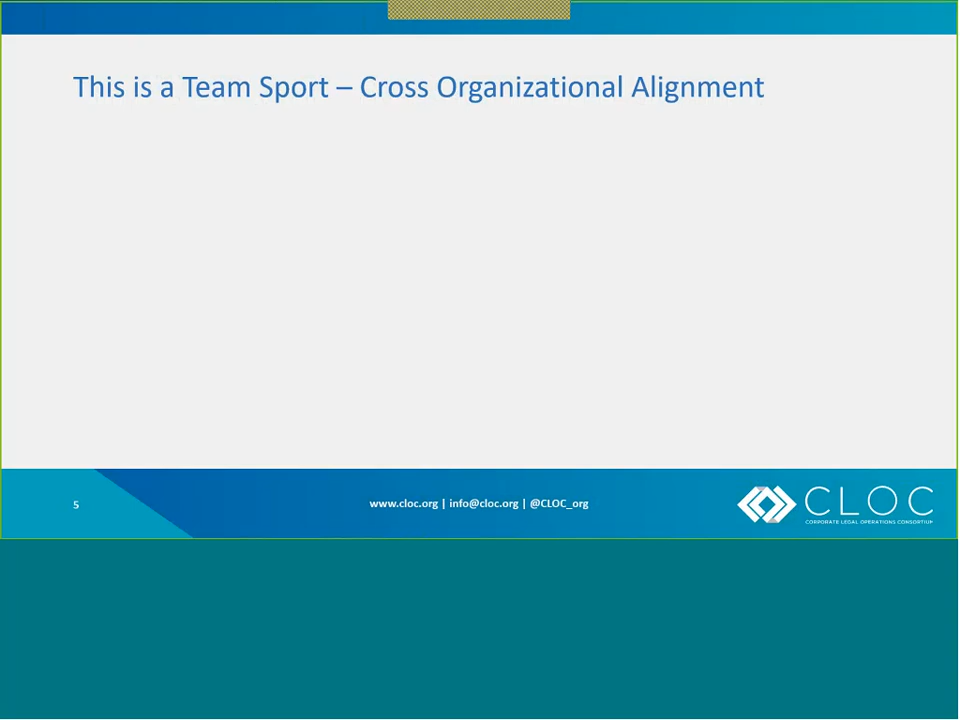 This is a Team Sport – Cross Organizational Alignment
5
www.cloc.org | info@cloc.org | @CLOC_org
CLOC
CORPORATE LEGAL OPERATIONS CONSORTIUM